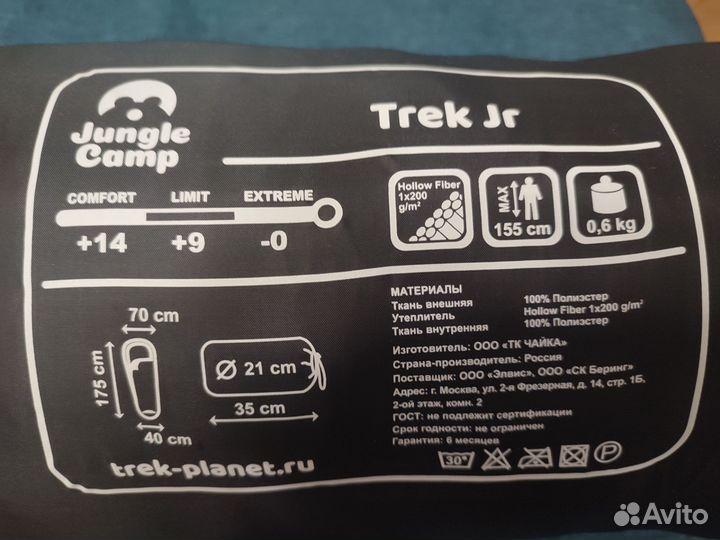 Jungle
Camp
Trek Jr
COMFORT LIMIT EXTREME
+14 +9 -0
Hollow Fiber
1x200
g/m²
MAX
155 cm
0,6 kg
70 cm
175 cm
40 cm
Ø 21 cm
35 cm
trek-planet.ru
МАТЕРИАЛЫ
Ткань внешняя 100% Полиэстер
Утеплитель Hollow Fiber 1x200 g/m²
Ткань внутренняя 100% Полиэстер
Изготовитель: ООО «ТК ЧАЙКА»
Страна-производитель: Россия
Поставщик: ООО «Элвис», ООО «СК Беринг»
Адрес: г. Москва, ул. 2-я Фрезерная, д. 14, стр. 1Б,
2-ой этаж, комн. 2
ГОСТ: не подлежит сертификации
Срок годности: не ограничен
Гарантия: 6 месяцев
30°
P
Avito